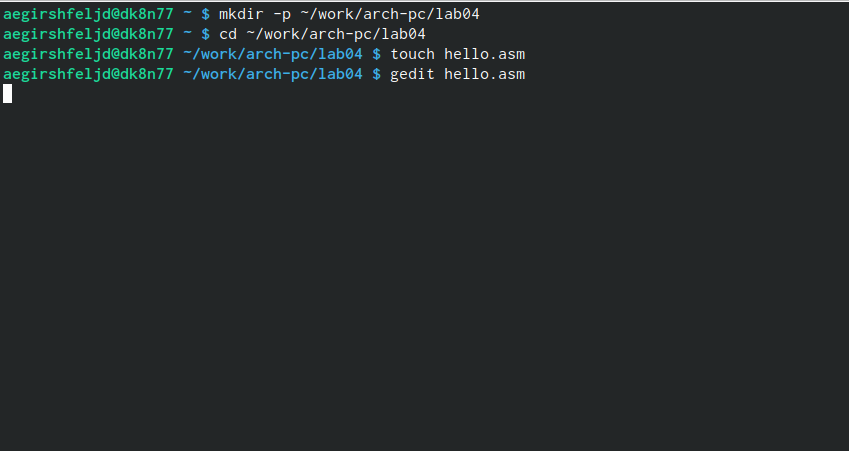 aegirshfeljd@dk8n77 ~ $ mkdir -p ~/work/arch-pc/lab04
aegirshfeljd@dk8n77 ~ $ cd ~/work/arch-pc/lab04
aegirshfeljd@dk8n77 ~/work/arch-pc/lab04 $ touch hello.asm
aegirshfeljd@dk8n77 ~/work/arch-pc/lab04 $ gedit hello.asm